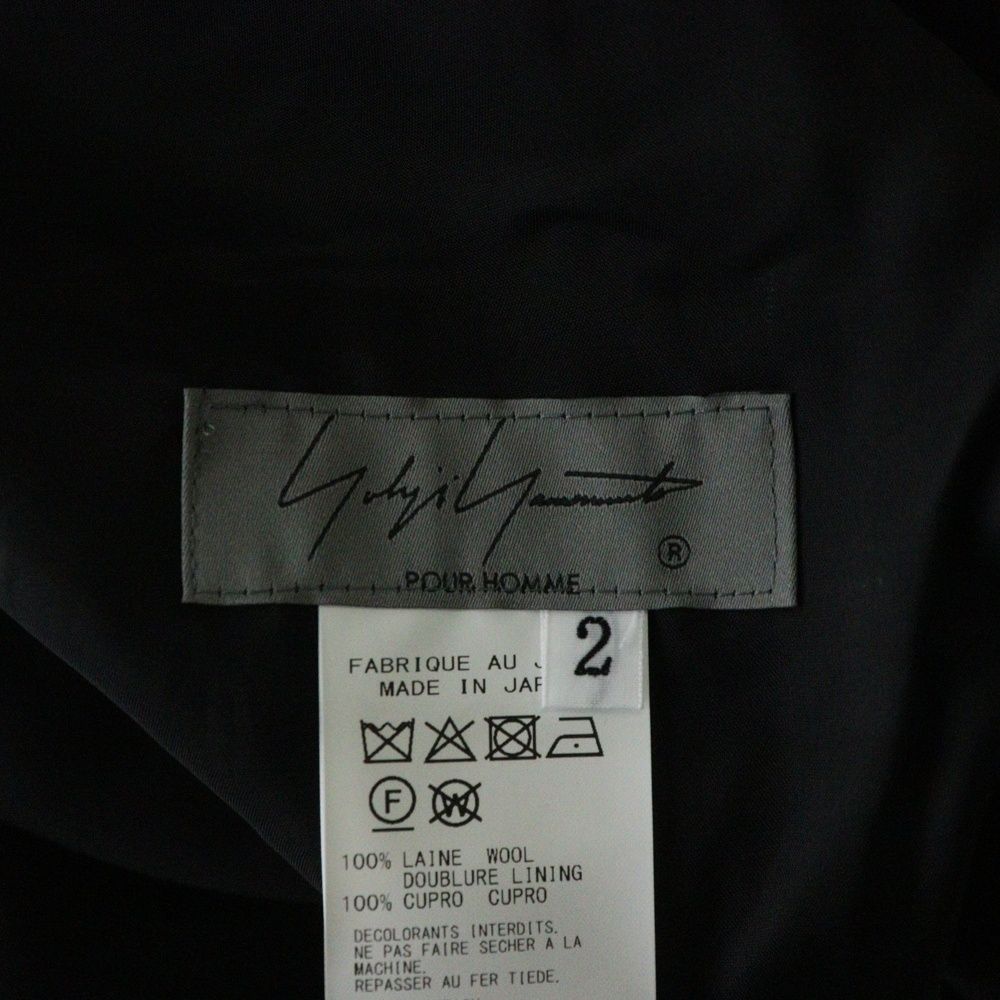 Yohji Yamamoto
®
POUR HOMME
2
FABRIQUE AU J
MADE IN JAP
F
W
100% LAINE WOOL
DOUBLURE LINING
100% CUPRO CUPRO
DECOLORANTS INTERDITS.
NE PAS FAIRE SECHER A LA
MACHINE.
REPASSER AU FER TIEDE.